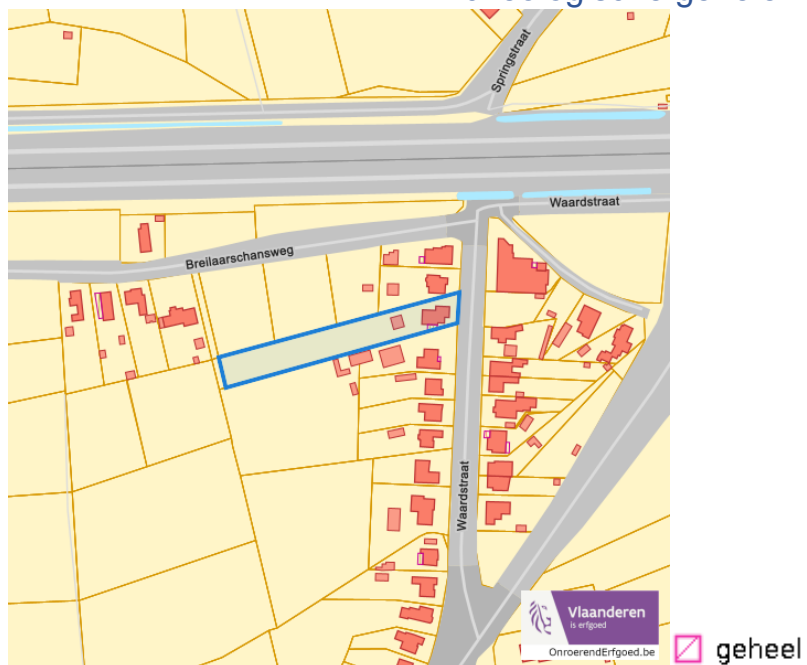 Springstraat
Waardstraat
Breilaarschansweg
Waardstraat
Vlaanderen
is erfgoed
OnroerendErfgoed.be
geheel